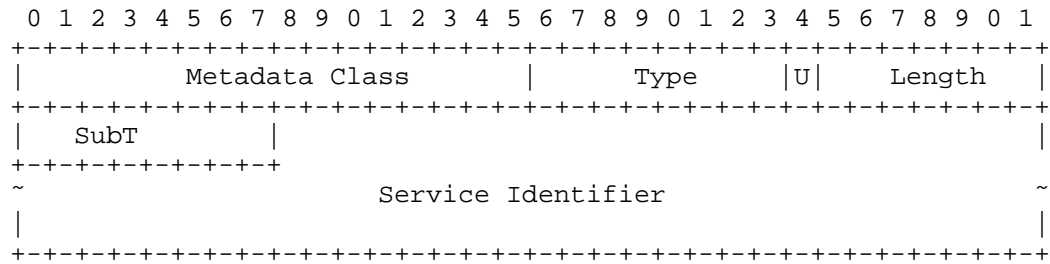 0 1 2 3 4 5 6 7 8 9 0 1 2 3 4 5 6 7 8 9 0 1 2 3 4 5 6 7 8 9 0 1
+-+-+-+-+-+-+-+-+-+-+-+-+-+-+-+-+-+-+-+-+-+-+-+-+-+-+-+-+-+-+-+-+
|          Metadata Class       |      Type     |U|    Length   |
+-+-+-+-+-+-+-+-+-+-+-+-+-+-+-+-+-+-+-+-+-+-+-+-+-+-+-+-+-+-+-+-+
|   SubT        |                                               |
+-+-+-+-+-+-+-+-+
~                      Service Identifier                       ~
|                                                               |
+-+-+-+-+-+-+-+-+-+-+-+-+-+-+-+-+-+-+-+-+-+-+-+-+-+-+-+-+-+-+-+-+